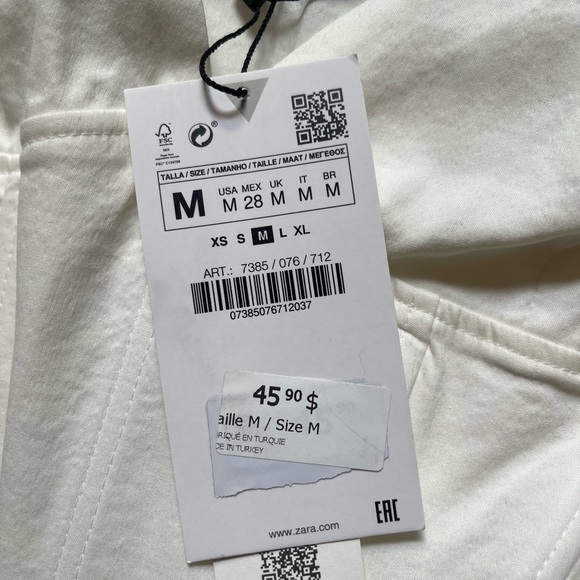 FSC
TALLA / SIZE / TAMANHO / TAILLE / MAAT / ΜΕΓΕΘΟΣ
M
USA MEX UK IT BR
M 28 M M M
XS S M L XL
ART.: 7385 / 076 / 712
07385076712037
45 90 $
aille M / Size M
RIQUÉ EN TURQUIE
DE IN TURKEY
EAC
www.zara.com